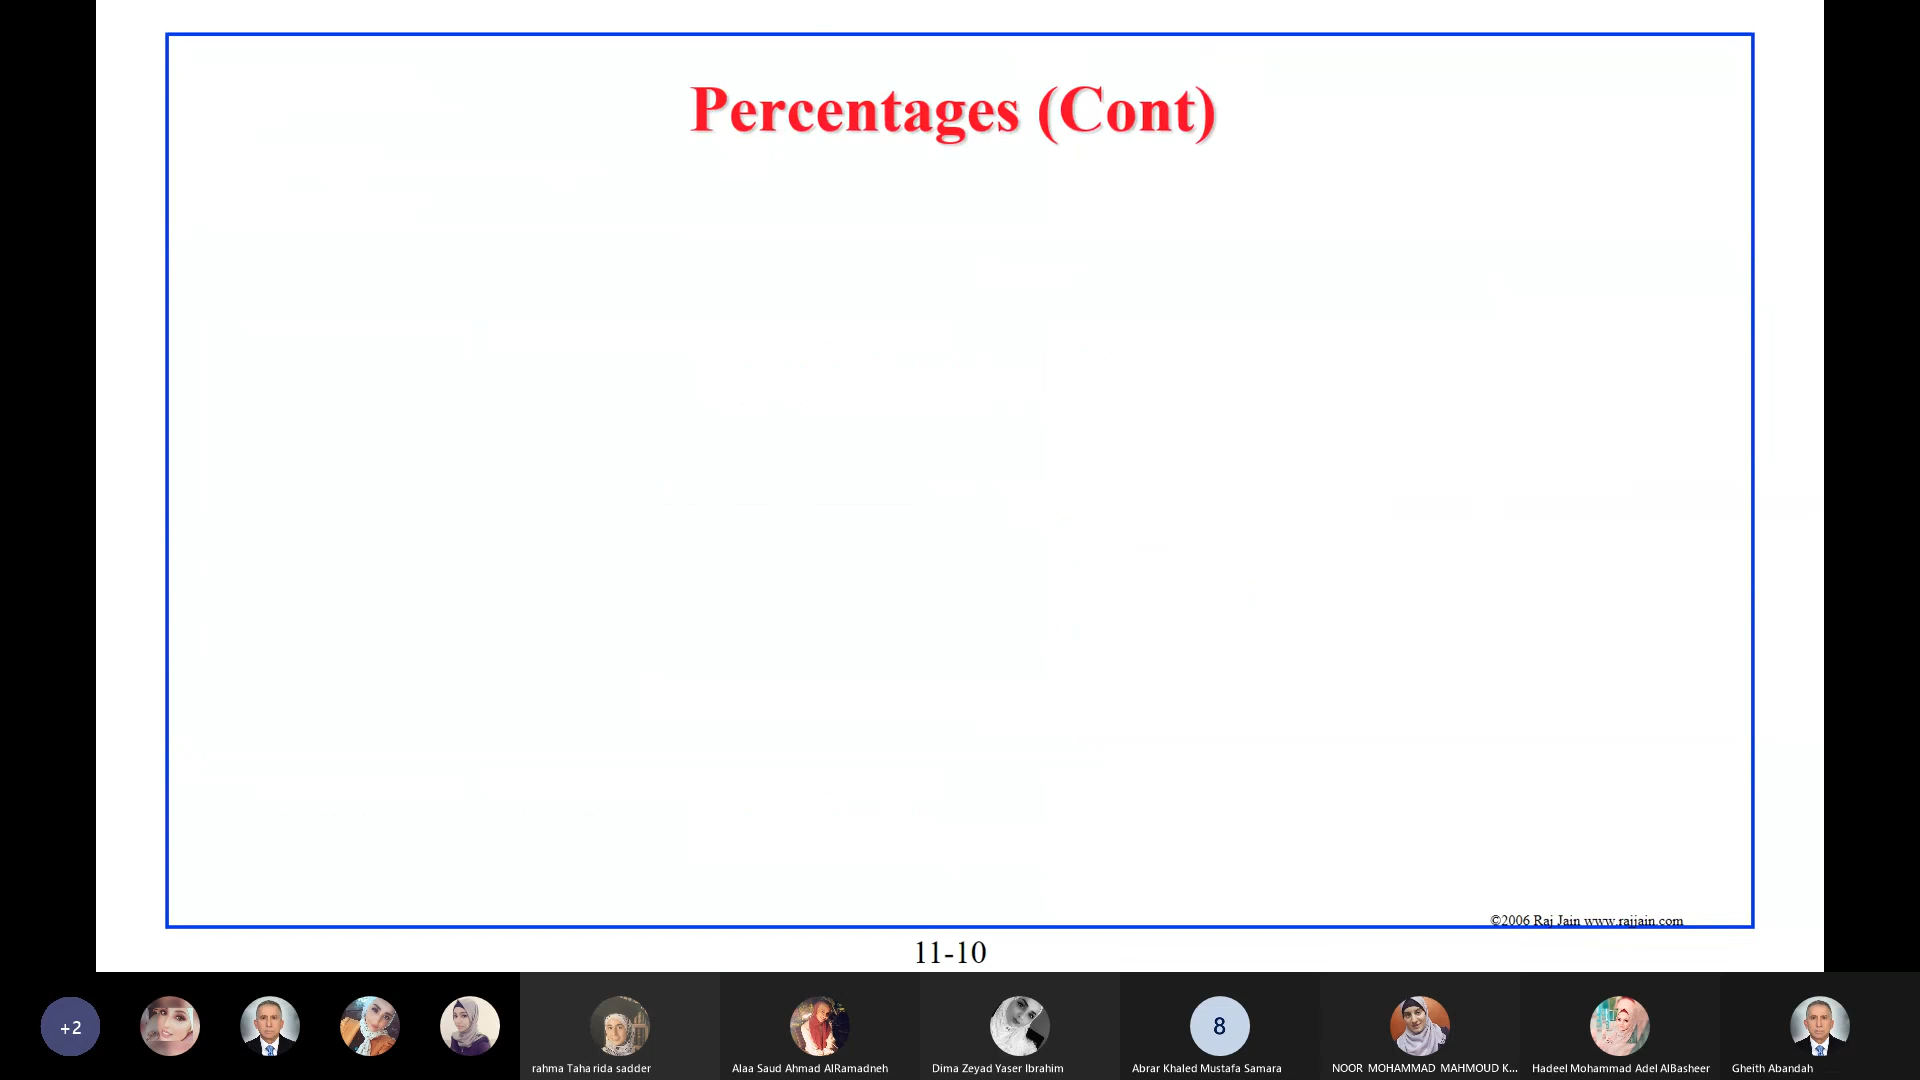 Percentages (Cont)
©2006 Raj Jain www.rajjain.com
11-10
+2
8
rahma Taha rida sadder
Alaa Saud Ahmad AlRamadneh
Dima Zeyad Yaser Ibrahim
Abrar Khaled Mustafa Samara
NOOR MOHAMMAD MAHMOUD K...
Hadeel Mohammad Adel AlBasheer
Gheith Abandah